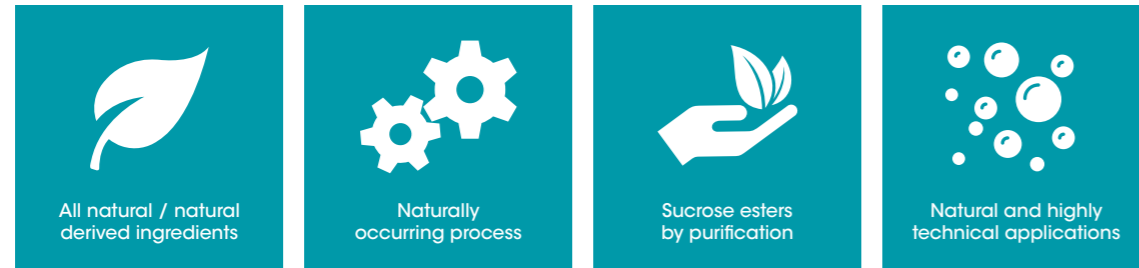 All natural / natural
derived ingredients
Naturally
occurring process
Sucrose esters
by purification
Natural and highly
technical applications